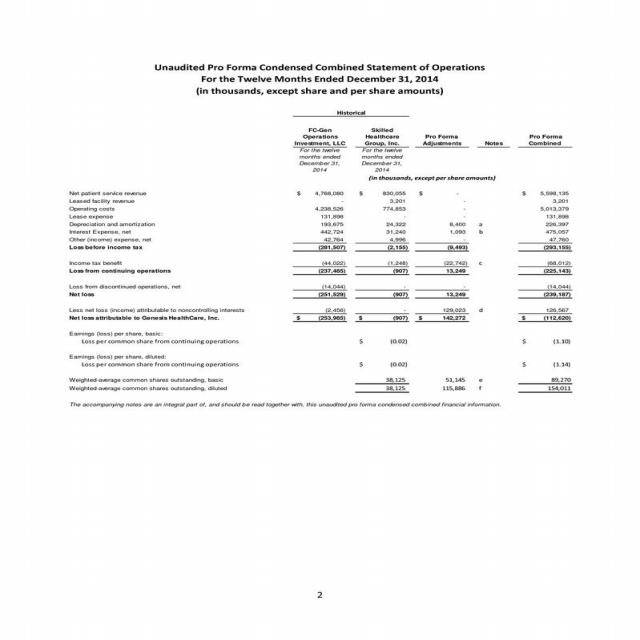 Unaudited Pro Forma Condensed Combined Statement of Operations
For the Twelve Months Ended December 31, 2014
(in thousands, except share and per share amounts)
Historical
FC-Gen Operations Investment, LLC Skilled Healthcare Group, Inc. Pro Forma Adjustments Notes Pro Forma Combined
For the twelve months ended December 31, 2014 For the twelve months ended December 31, 2014
(in thousands, except per share amounts)
Net patient service revenue $ 4,768,080 $ 830,055 $ - $ 5,598,135
Leased facility revenue - 3,201 - 3,201
Operating costs 4,238,526 774,853 - 5,013,379
Lease expense 131,898 - - 131,898
Depreciation and amortization 193,675 24,322 8,400 a 226,397
Interest Expense, net 442,724 31,240 1,093 b 475,057
Other (income) expense, net 42,764 4,996 - 47,760
Loss before income tax (281,507) (2,155) (9,493) (293,155)
Income tax benefit (44,022) (1,248) (22,742) c (68,012)
Loss from continuing operations (237,485) (907) 13,249 (225,143)
Loss from discontinued operations, net (14,044) - - (14,044)
Net loss (251,529) (907) 13,249 (239,187)
Less net loss (income) attributable to noncontrolling interests (2,456) - 129,023 d 126,567
Net loss attributable to Genesis HealthCare, Inc. $ (253,985) $ (907) $ 142,272 $ (112,620)
Earnings (loss) per share, basic:
Loss per common share from continuing operations $ (0.02) $ (1.10)
Earnings (loss) per share, diluted:
Loss per common share from continuing operations $ (0.02) $ (1.14)
Weighted-average common shares outstanding, basic 38,125 51,145 e 89,270
Weighted-average common shares outstanding, diluted 38,125 115,886 f 154,011
The accompanying notes are an integral part of, and should be read together with, this unaudited pro forma condensed combined financial information.
2